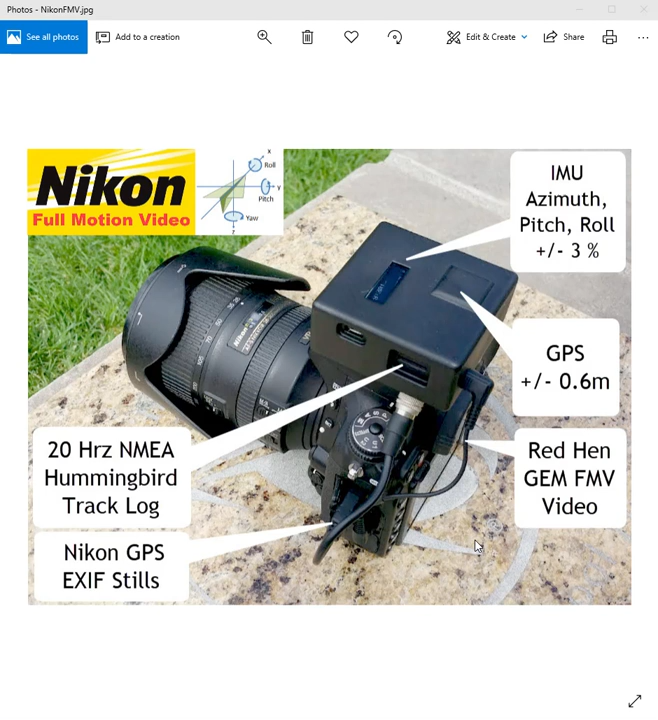 Photos - NikonFMV.jpg
See all photos
Add to a creation
Edit & Create
Share
Nikon
Full Motion Video
X
Roll
Y
Pitch
Yaw
z
IMU
Azimuth,
Pitch, Roll
+/- 3 %
GPS
+/- 0.6m
20 Hrz NMEA
Hummingbird
Track Log
Red Hen
GEM FMV
Video
Nikon GPS
EXIF Stills
Nikon